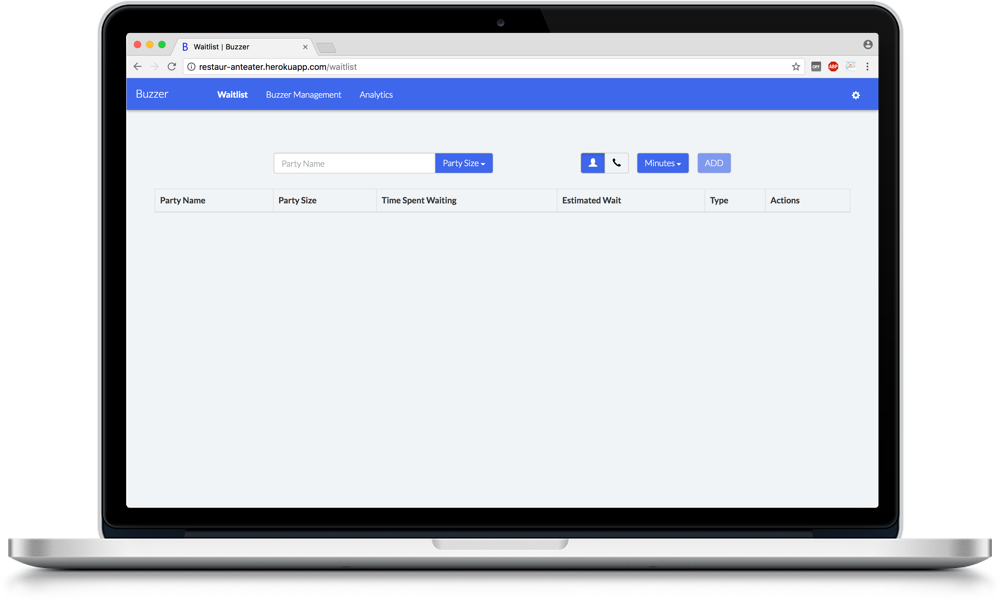 B Waitlist | Buzzer
restaur-anteater.herokuapp.com/waitlist
OFF ABP
Buzzer Waitlist Buzzer Management Analytics
Party Name Party Size Minutes ADD
Party Name Party Size Time Spent Waiting Estimated Wait Type Actions